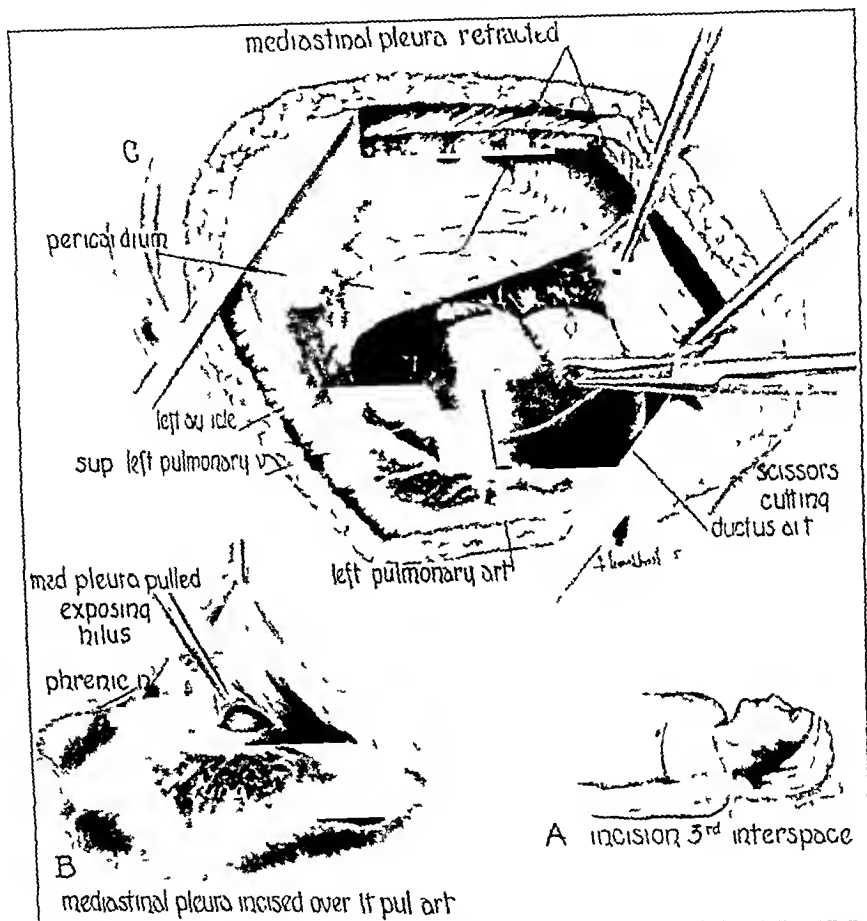 mediastinal pleura retracted
C
pericardium
left auricle
sup left pulmonary v
left pulmonary art
scissors
cutting
ductus art
med pleura pulled
exposing
hilus
phrenic n
B
mediastinal pleura incised over lt pul art
A incision 3rd interspace